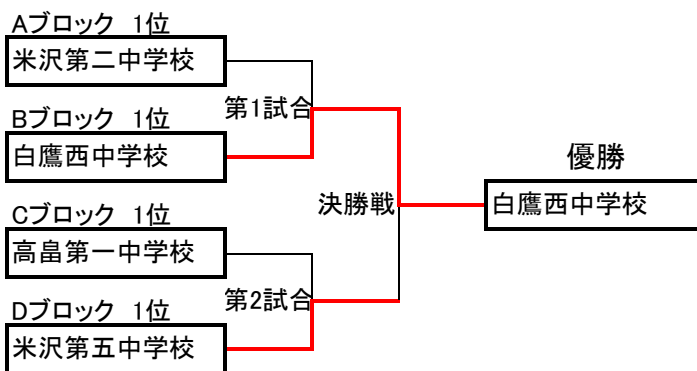 Aブロック 1位
米沢第二中学校
第1試合
Bブロック 1位
白鷹西中学校
優勝
決勝戦
白鷹西中学校
Cブロック 1位
高畠第一中学校
第2試合
Dブロック 1位
米沢第五中学校